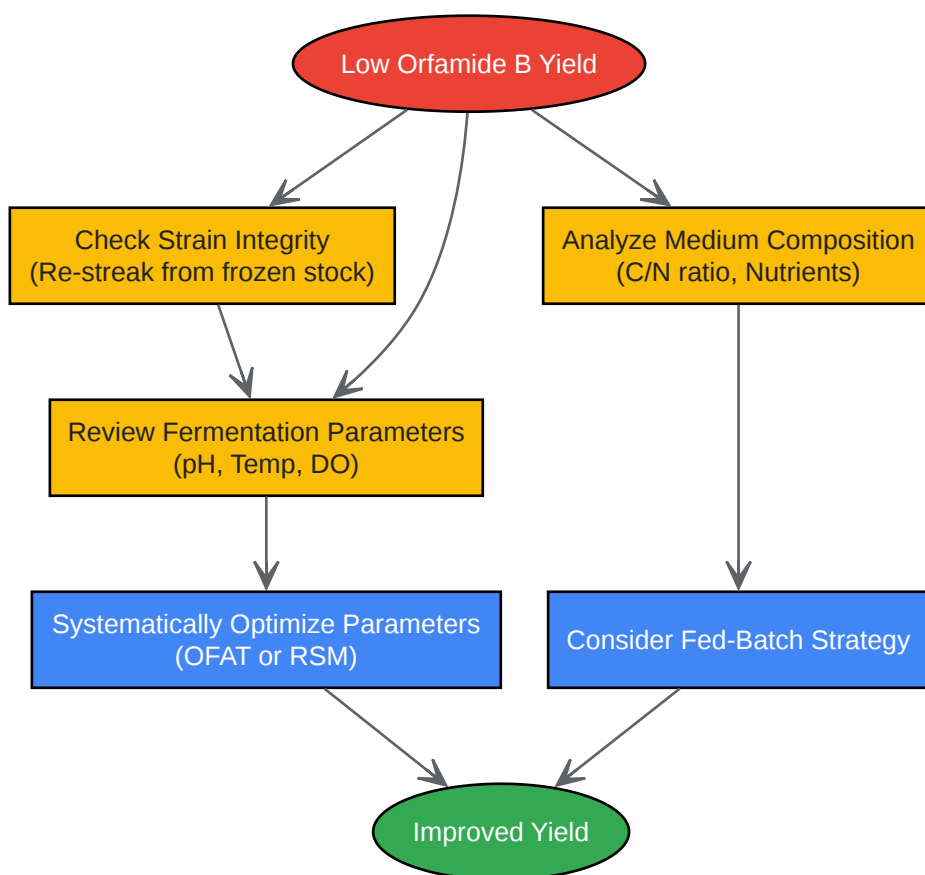 Low Orfamide B Yield
Check Strain Integrity
(Re-streak from frozen stock)
Analyze Medium Composition
(C/N ratio, Nutrients)
Review Fermentation Parameters
(pH, Temp, DO)
Systematically Optimize Parameters
(OFAT or RSM)
Consider Fed-Batch Strategy
Improved Yield